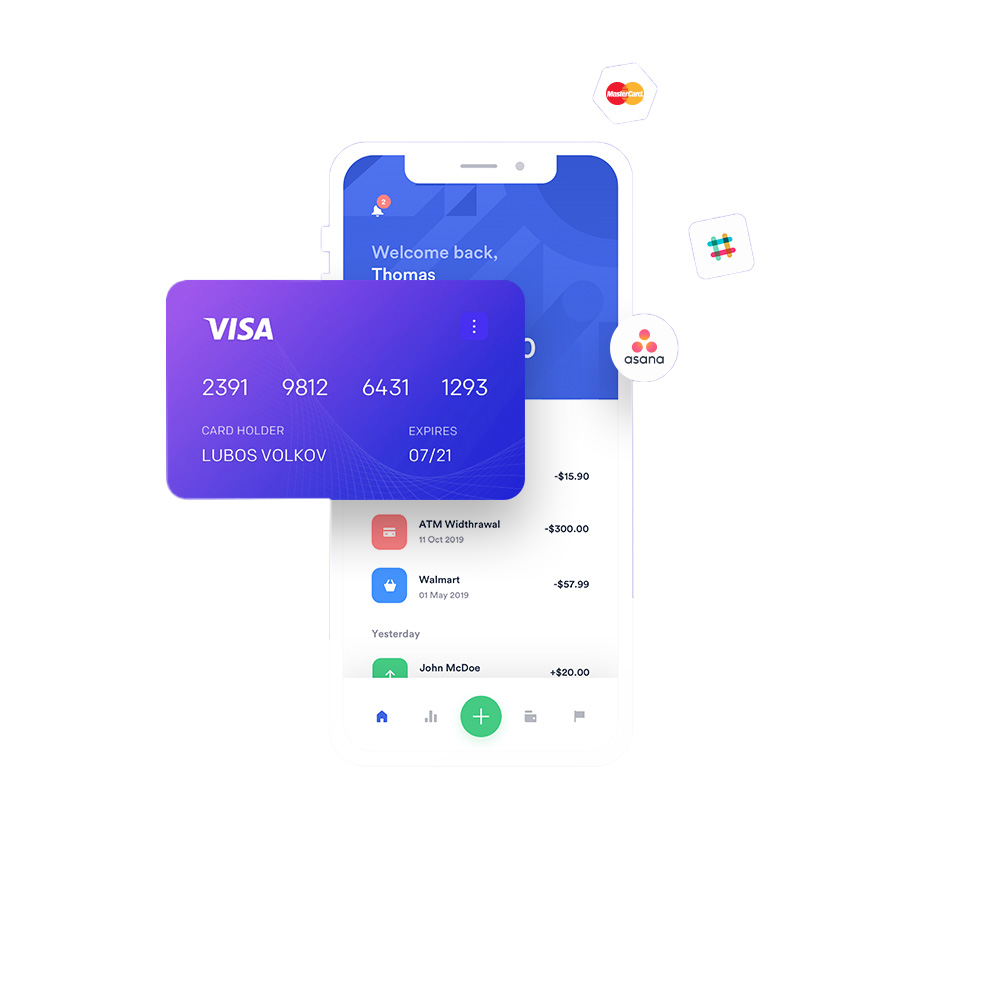 MasterCard
2
Welcome back,
Thomas
VISA
0
asana
2391 9812 6431 1293
CARD HOLDER EXPIRES
LUBOS VOLKOV 07/21
-$15.90
ATM Widthrawal -$300.00
11 Oct 2019
Walmart -$57.99
01 May 2019
Yesterday
John McDoe +$20.00